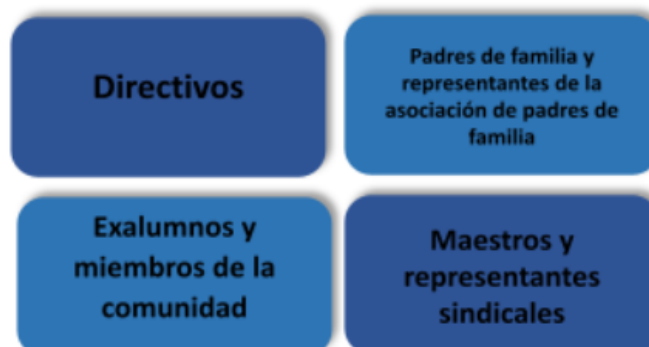 Directivos
Padres de familia y
representantes de la
asociación de padres de
familia
Exalumnos y
miembros de la
comunidad
Maestros y
representantes
sindicales